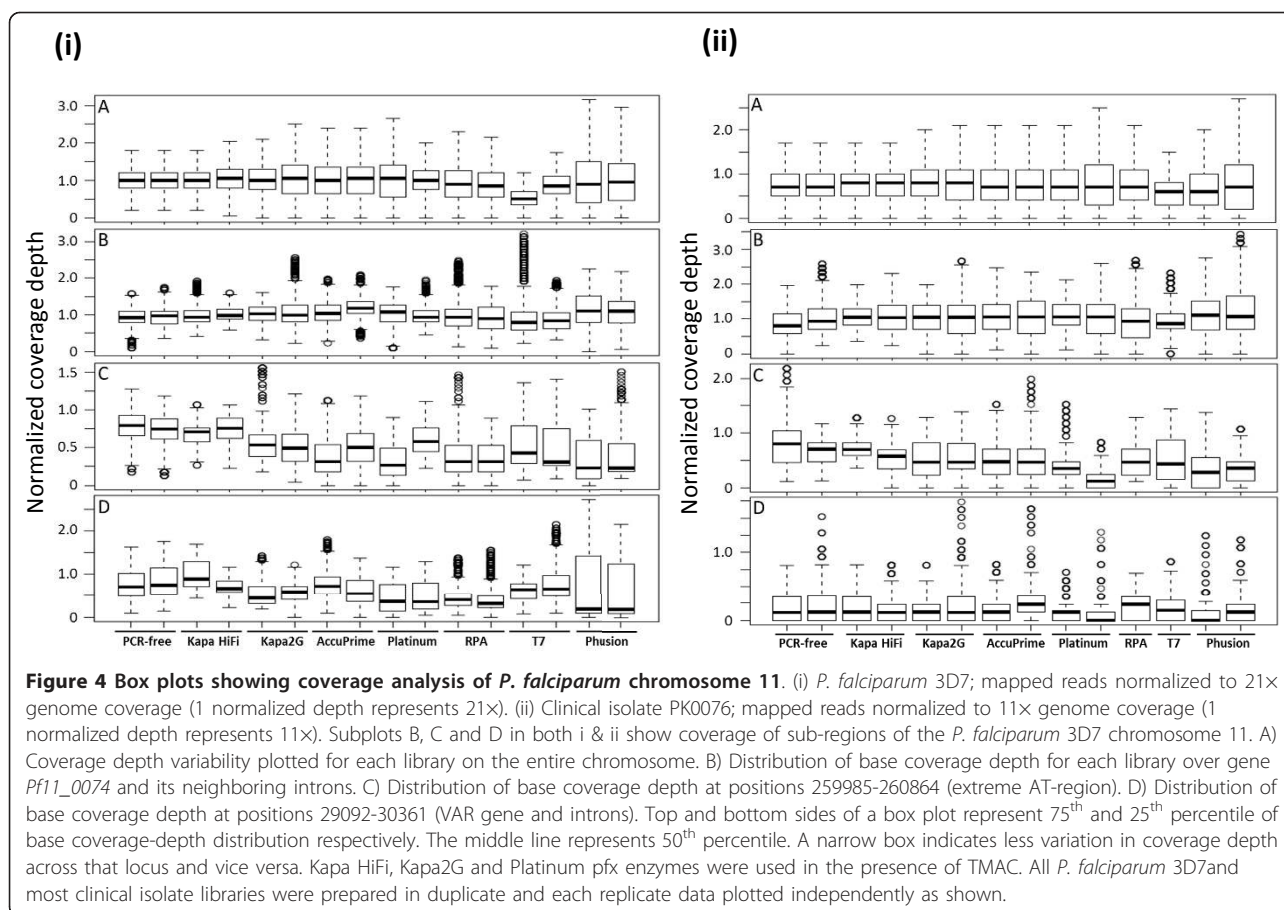 (i)
(ii)
Normalized coverage depth
A
3.0
2.0
1.0
0
B
3.0
2.0
1.0
0
C
1.5
1.0
0.5
0
D
2.0
1.0
0
PCR-free Kapa HiFi Kapa2G AccuPrime Platinum RPA T7 Phusion
Normalized coverage depth
A
3.0
2.0
1.0
0
B
3.0
2.0
1.0
0
C
2.0
1.0
0
D
1.0
0
PCR-free Kapa HiFi Kapa2G AccuPrime Platinum RPA T7 Phusion
Figure 4 Box plots showing coverage analysis of P. falciparum chromosome 11. (i) P. falciparum 3D7; mapped reads normalized to 21×
genome coverage (1 normalized depth represents 21×). (ii) Clinical isolate PK0076; mapped reads normalized to 11× genome coverage (1
normalized depth represents 11×). Subplots B, C and D in both i & ii show coverage of sub-regions of the P. falciparum 3D7 chromosome 11. A)
Coverage depth variability plotted for each library on the entire chromosome. B) Distribution of base coverage depth for each library over gene
Pf11_0074 and its neighboring introns. C) Distribution of base coverage depth at positions 259985-260864 (extreme AT-region). D) Distribution of
base coverage depth at positions 29092-30361 (VAR gene and introns). Top and bottom sides of a box plot represent 75th and 25th percentile of
base coverage-depth distribution respectively. The middle line represents 50th percentile. A narrow box indicates less variation in coverage depth
across that locus and vice versa. Kapa HiFi, Kapa2G and Platinum pfx enzymes were used in the presence of TMAC. All P. falciparum 3D7and
most clinical isolate libraries were prepared in duplicate and each replicate data plotted independently as shown.